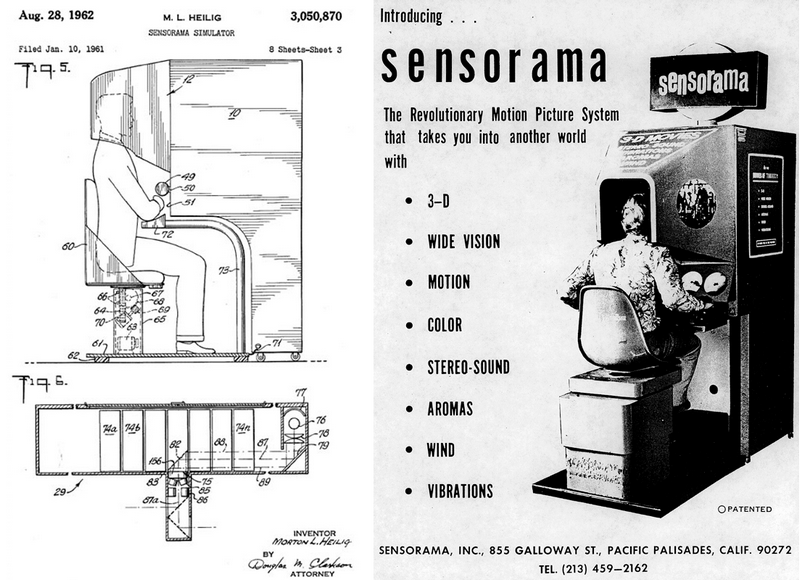 Aug. 28, 1962
M. L. HEILIG
3,050,870
SENSORAMA SIMULATOR
Filed Jan. 10, 1961
8 Sheets-Sheet 3
Fig. 5.
12
10
49
50
51
72
60
73
66
67
68
64
69
70
65
63
61
62
71
Fig. 6.
77
74a
74b
74n
76
78
79
82
88
87
156
83
75
89
29
85
87a
86
INVENTOR
MORTON L. HEILIG
BY
Douglas M. Clarkson
ATTORNEY
Introducing . . .
sensorama
sensorama
The Revolutionary Motion Picture System
that takes you into another world
with
• 3-D
• WIDE VISION
• MOTION
• COLOR
• STEREO-SOUND
• AROMAS
• WIND
• VIBRATIONS
PATENTED
SENSORAMA, INC., 855 GALLOWAY ST., PACIFIC PALISADES, CALIF. 90272
TEL. (213) 459-2162